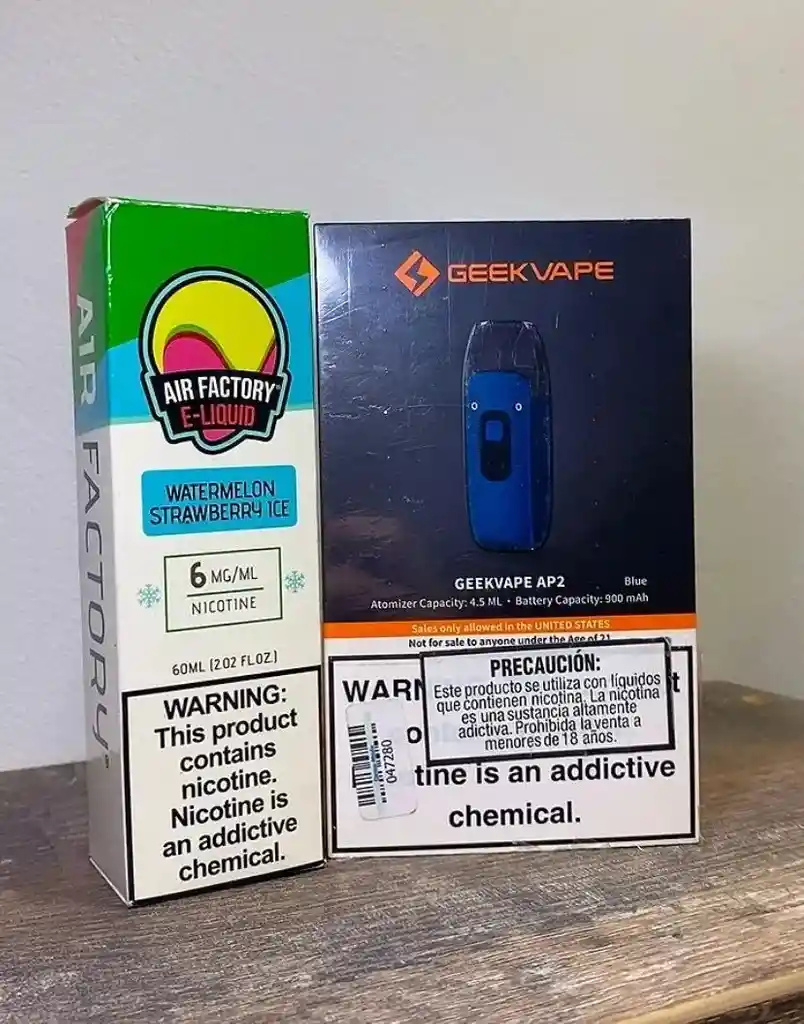 AIR FACTORY
AIR FACTORY
E-LIQUID
WATERMELON
STRAWBERRY ICE
6 MG/ML
NICOTINE
60ML (2.02 FL.OZ.)
WARNING:
This product
contains
nicotine.
Nicotine is
an addictive
chemical.
GEEKVAPE
GEEKVAPE AP2 Blue
Atomizer Capacity: 4.5 ML • Battery Capacity: 900 mAh
Sales only allowed in the UNITED STATES
Not for sale to anyone under the Age of 21
WARN
PRECAUCIÓN:
Este producto se utiliza con líquidos
que contienen nicotina. La nicotina
es una sustancia altamente
adictiva. Prohibida la venta a
menores de 18 años.
047280
tine is an addictive
chemical.